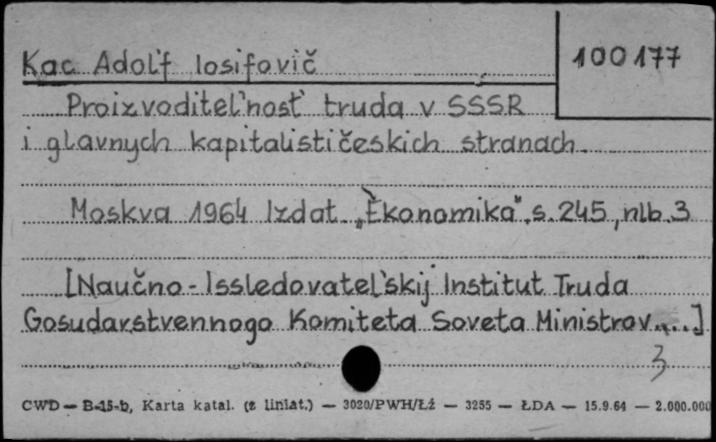 100177
Kac Adol'f Iosifovič
Proizvoditel'nost' truda v SSSR
i glavnych kapitalističeskich stranach.
Moskva 1964 Izdat. „Èkonomika", s. 245, nlb. 3
[Naučno-Issledovatel'skij Institut Truda
Gosudarstvennogo Komiteta Soveta Ministrov....]
3
CWD — B-15-b, Karta katal. (z liniat.) — 3020/PWH/Łź — 3255 — ŁDA — 15.9.64 — 2.000.000